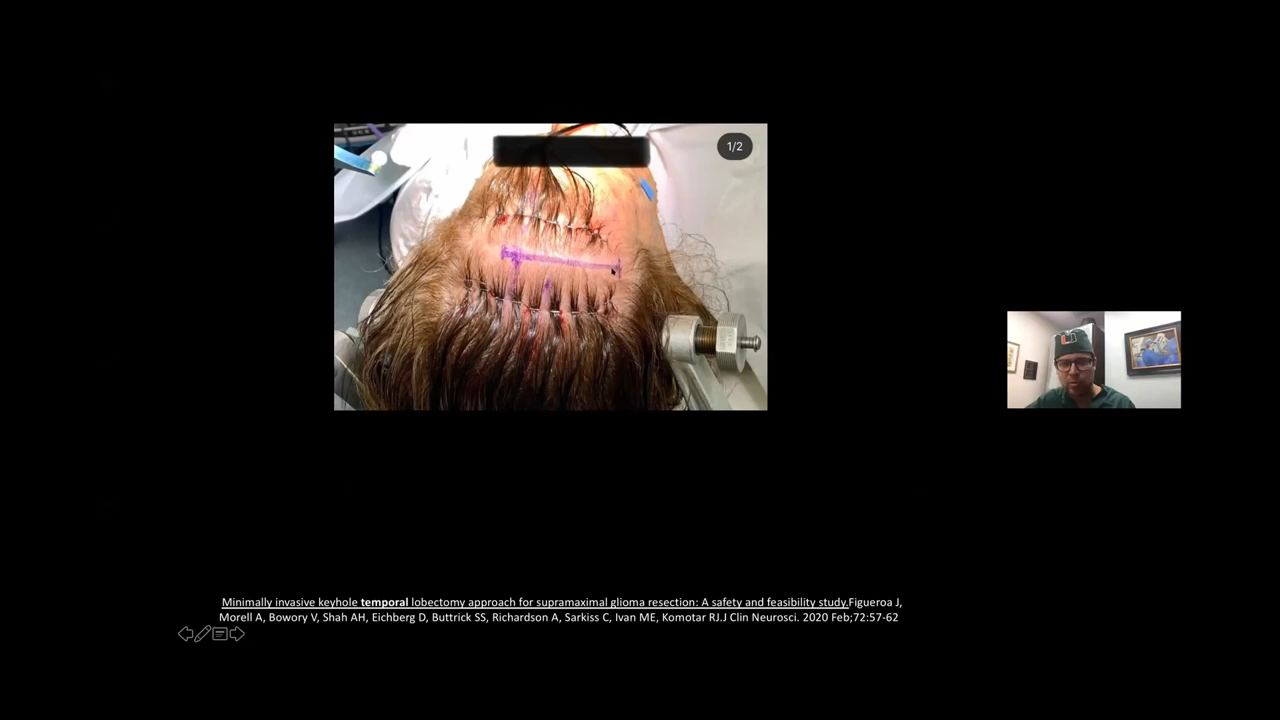 1/2
U
Minimally invasive keyhole temporal lobectomy approach for supramaximal glioma resection: A safety and feasibility study.Figueroa J,
Morell A, Bowory V, Shah AH, Eichberg D, Buttrick SS, Richardson A, Sarkiss C, Ivan ME, Komotar RJ.J Clin Neurosci. 2020 Feb;72:57-62